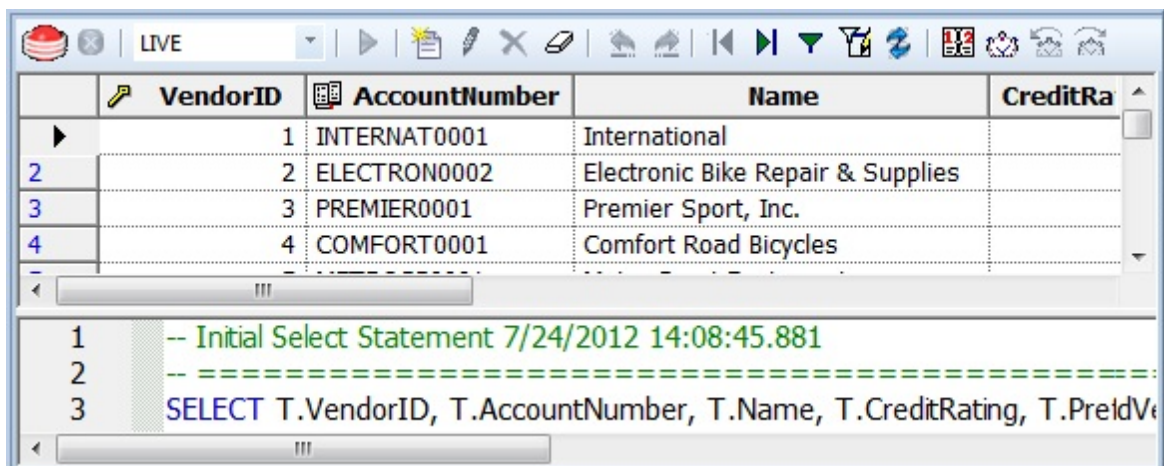 LIVE
VendorID AccountNumber Name CreditRa
1 INTERNAT0001 International
2 2 ELECTRON0002 Electronic Bike Repair & Supplies
3 3 PREMIER0001 Premier Sport, Inc.
4 4 COMFORT0001 Comfort Road Bicycles
1 -- Initial Select Statement 7/24/2012 14:08:45.881
2 -- ==============================================
3 SELECT T.VendorID, T.AccountNumber, T.Name, T.CreditRating,